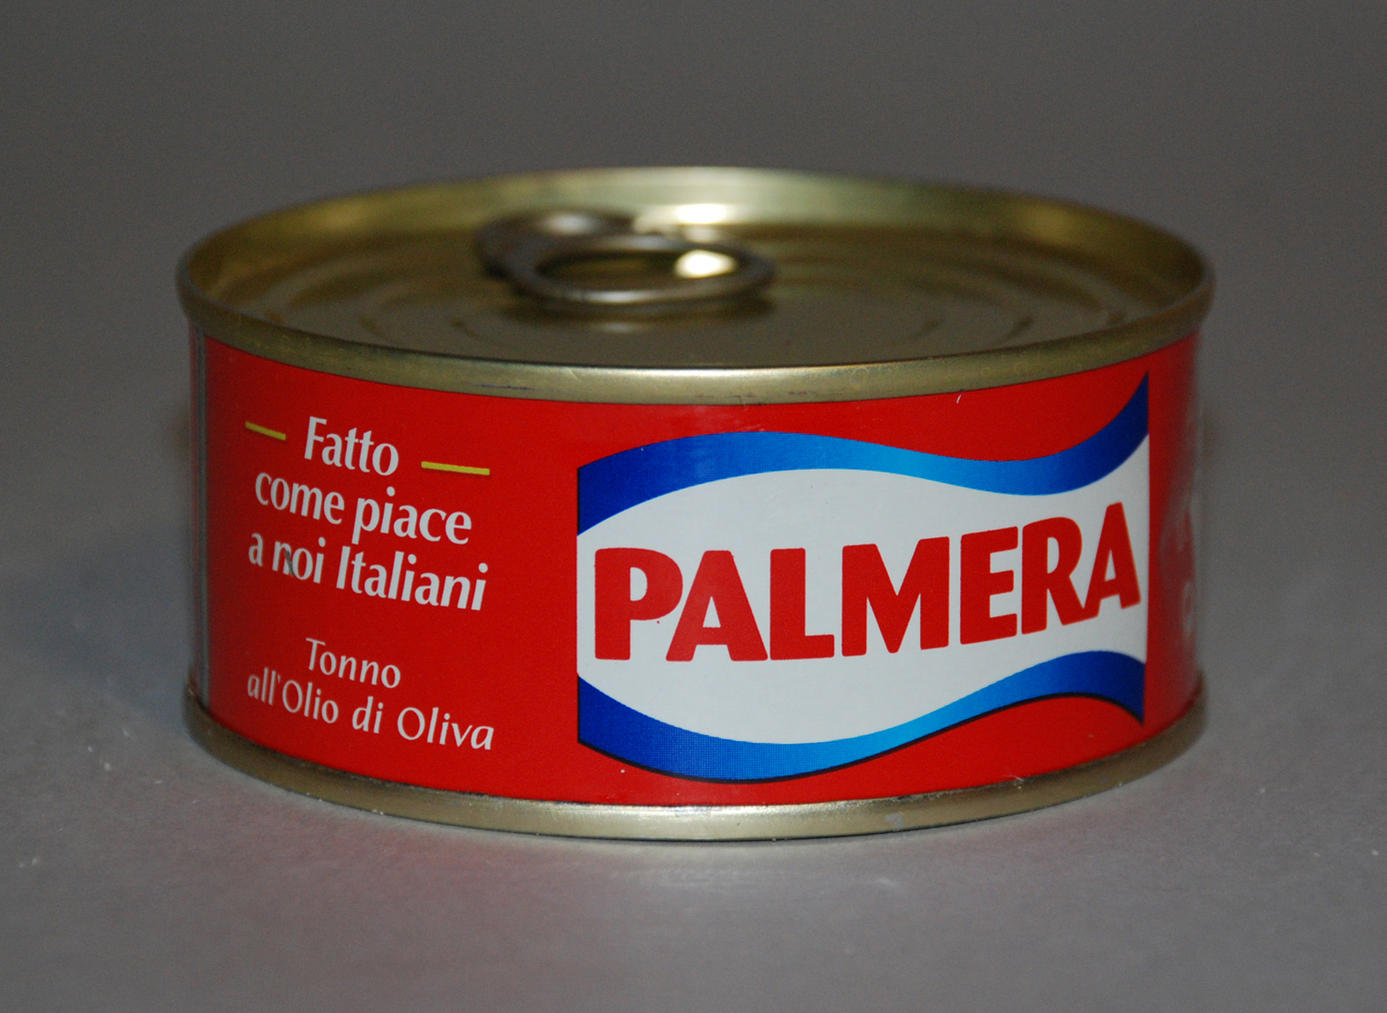 Fatto
come piace
a noi Italiani
Tonno
all'Olio di Oliva
PALMERA